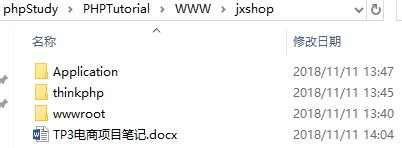 phpStudy > PHPTutorial > WWW > jxshop
名称 修改日期
Application 2018/11/11 13:47
thinkphp 2018/11/11 13:45
wwwroot 2018/11/11 13:40
TP3电商项目笔记.docx 2018/11/11 14:04